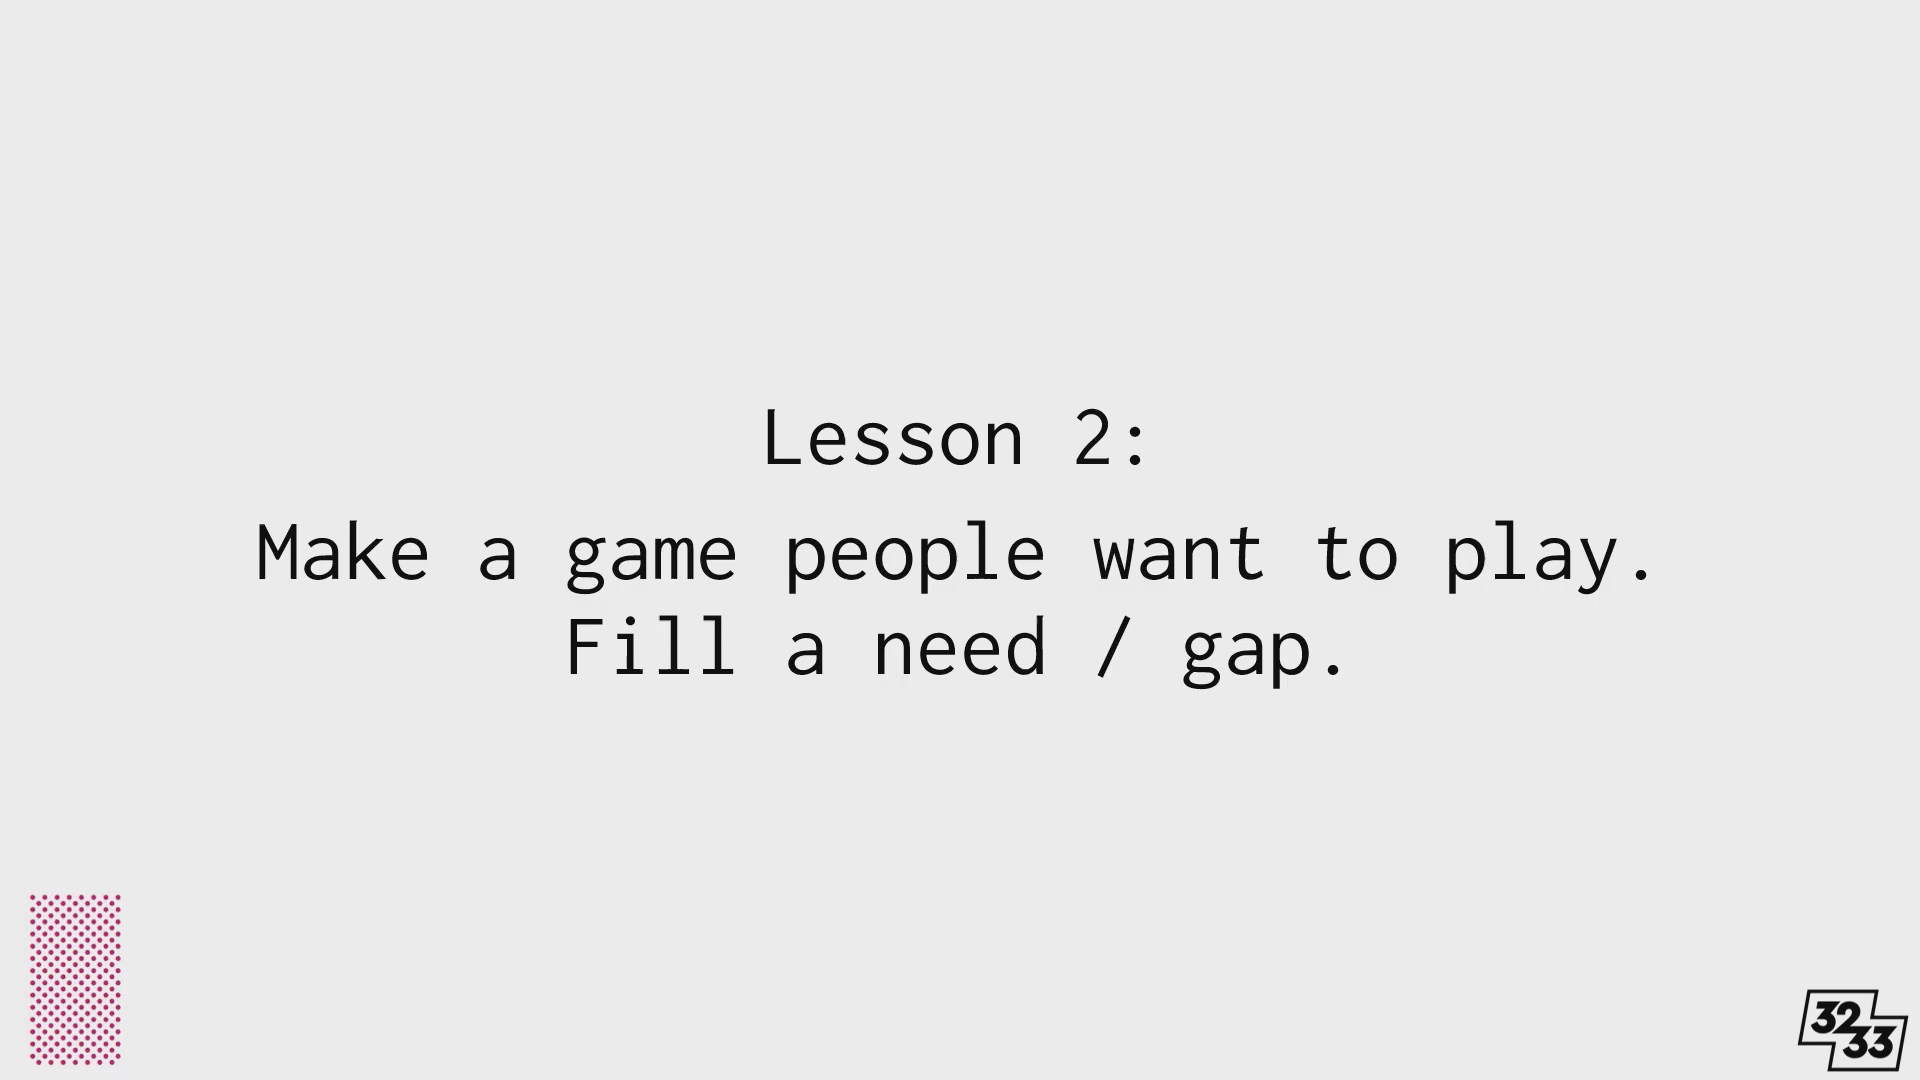 Lesson 2:
Make a game people want to play.
Fill a need / gap.
32
33